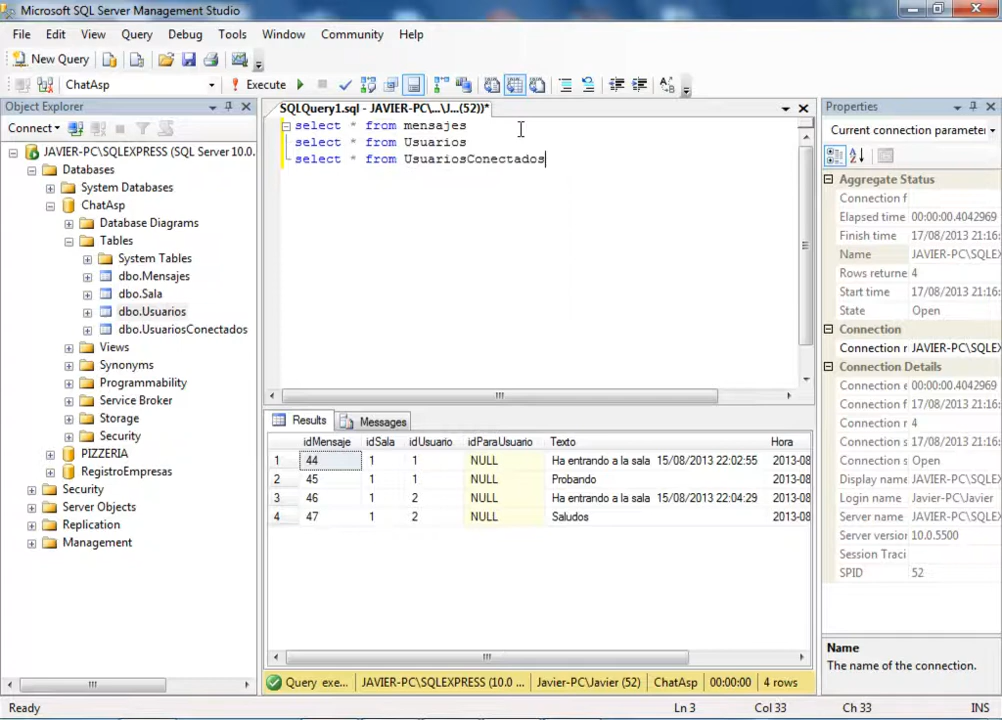 Microsoft SQL Server Management Studio
File Edit View Query Debug Tools Window Community Help
New Query
ChatAsp
Execute
Object Explorer
Connect
JAVIER-PC\SQLEXPRESS (SQL Server 10.0.
Databases
System Databases
ChatAsp
Database Diagrams
Tables
System Tables
dbo.Mensajes
dbo.Sala
dbo.Usuarios
dbo.UsuariosConectados
Views
Synonyms
Programmability
Service Broker
Storage
Security
PIZZERIA
RegistroEmpresas
Security
Server Objects
Replication
Management
SQLQuery1.sql - JAVIER-PC\...\J...(52))*
select * from mensajes
select * from Usuarios
select * from UsuariosConectados
Results Messages
idMensaje idSala idUsuario idParaUsuario Texto Hora
1 44 1 1 NULL Ha entrando a la sala 15/08/2013 22:02:55 2013-08
2 45 1 1 NULL Probando 2013-08
3 46 1 2 NULL Ha entrando a la sala 15/08/2013 22:04:29 2013-08
4 47 1 2 NULL Saludos 2013-08
Query exe... JAVIER-PC\SQLEXPRESS (10.0 ... Javier-PC\Javier (52) ChatAsp 00:00:00 4 rows
Properties
Current connection parameter
Aggregate Status
Connection f
Elapsed time 00:00:00.4042969
Finish time 17/08/2013 21:16:
Name JAVIER-PC\SQLEX
Rows returne 4
Start time 17/08/2013 21:16:
State Open
Connection
Connection r JAVIER-PC\SQLEX
Connection Details
Connection e 00:00:00.4042969
Connection f 17/08/2013 21:16:
Connection r 4
Connection s 17/08/2013 21:16:
Connection s Open
Display name JAVIER-PC\SQLEX
Login name Javier-PC\Javier
Server name JAVIER-PC\SQLEX
Server version 10.0.5500
Session Traci
SPID 52
Name
The name of the connection.
Ready Ln 3 Col 33 Ch 33 INS